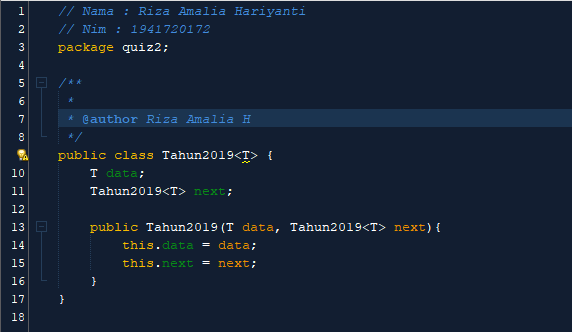 1 // Nama : Riza Amalia Hariyanti
2 // Nim : 1941720172
3 package quiz2;
4
5 /**
6 *
7 * @author Riza Amalia H
8 */
public class Tahun2019<T> {
10 T data;
11 Tahun2019<T> next;
12
13 public Tahun2019(T data, Tahun2019<T> next){
14 this.data = data;
15 this.next = next;
16 }
17 }
18